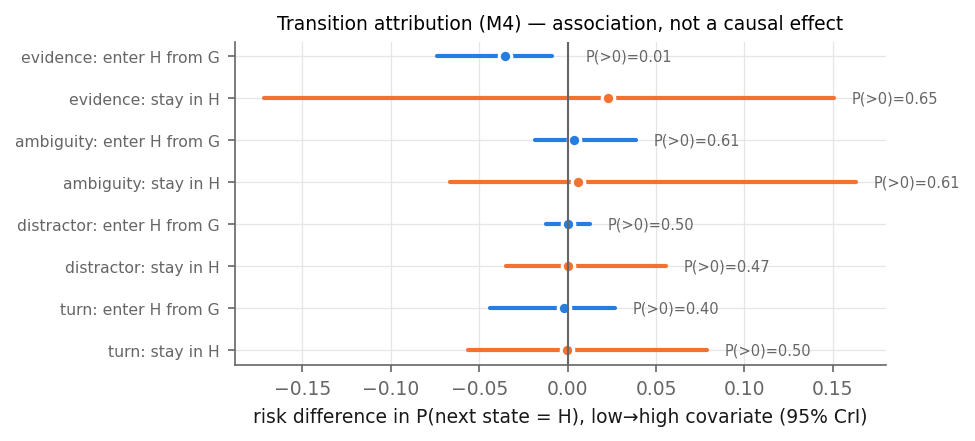 Transition attribution (M4) — association, not a causal effect
evidence: enter H from G
P(>0)=0.01
evidence: stay in H
P(>0)=0.65
ambiguity: enter H from G
P(>0)=0.61
ambiguity: stay in H
P(>0)=0.61
distractor: enter H from G
P(>0)=0.50
distractor: stay in H
P(>0)=0.47
turn: enter H from G
P(>0)=0.40
turn: stay in H
P(>0)=0.50
−0.15 −0.10 −0.05 0.00 0.05 0.10 0.15
risk difference in P(next state = H), low→high covariate (95% CrI)